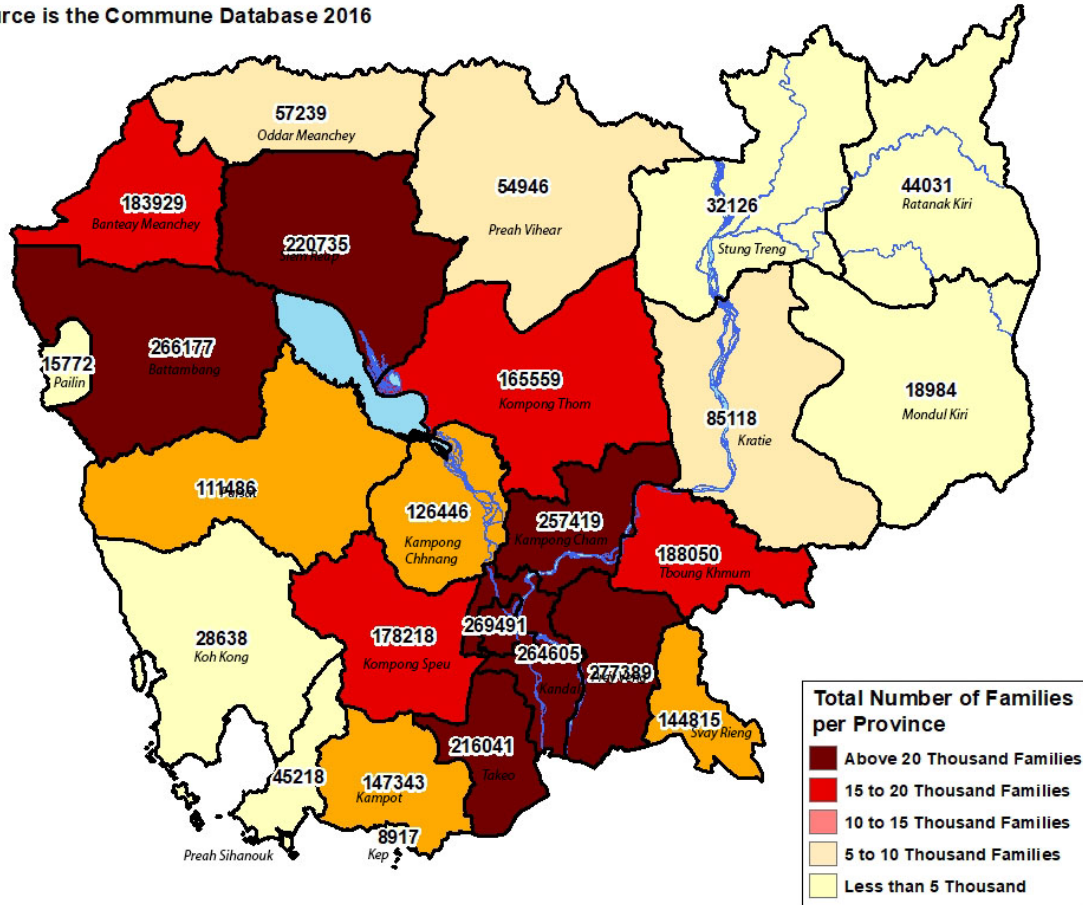 urce is the Commune Database 2016
57239
Oddar Meanchey
183929
Banteay Meanchey
220735
54946
Preah Vihear
32126
Stung Treng
44031
Ratanak Kiri
15772
Pailin
266177
Battambang
165559
Kompong Thom
85118
Kratie
18984
Mondul Kiri
111486
126446
Kampong
Chhnang
257419
Kampong Cham
188050
Tboung Khmum
28638
Koh Kong
178218
Kompong Speu
269491
264605
Kandal
277389
144815
Svay Rieng
216041
Takeo
45218
Preah Sihanouk
147343
Kampot
8917
Kep
Total Number of Families
per Province
Above 20 Thousand Families
15 to 20 Thousand Families
10 to 15 Thousand Families
5 to 10 Thousand Families
Less than 5 Thousand